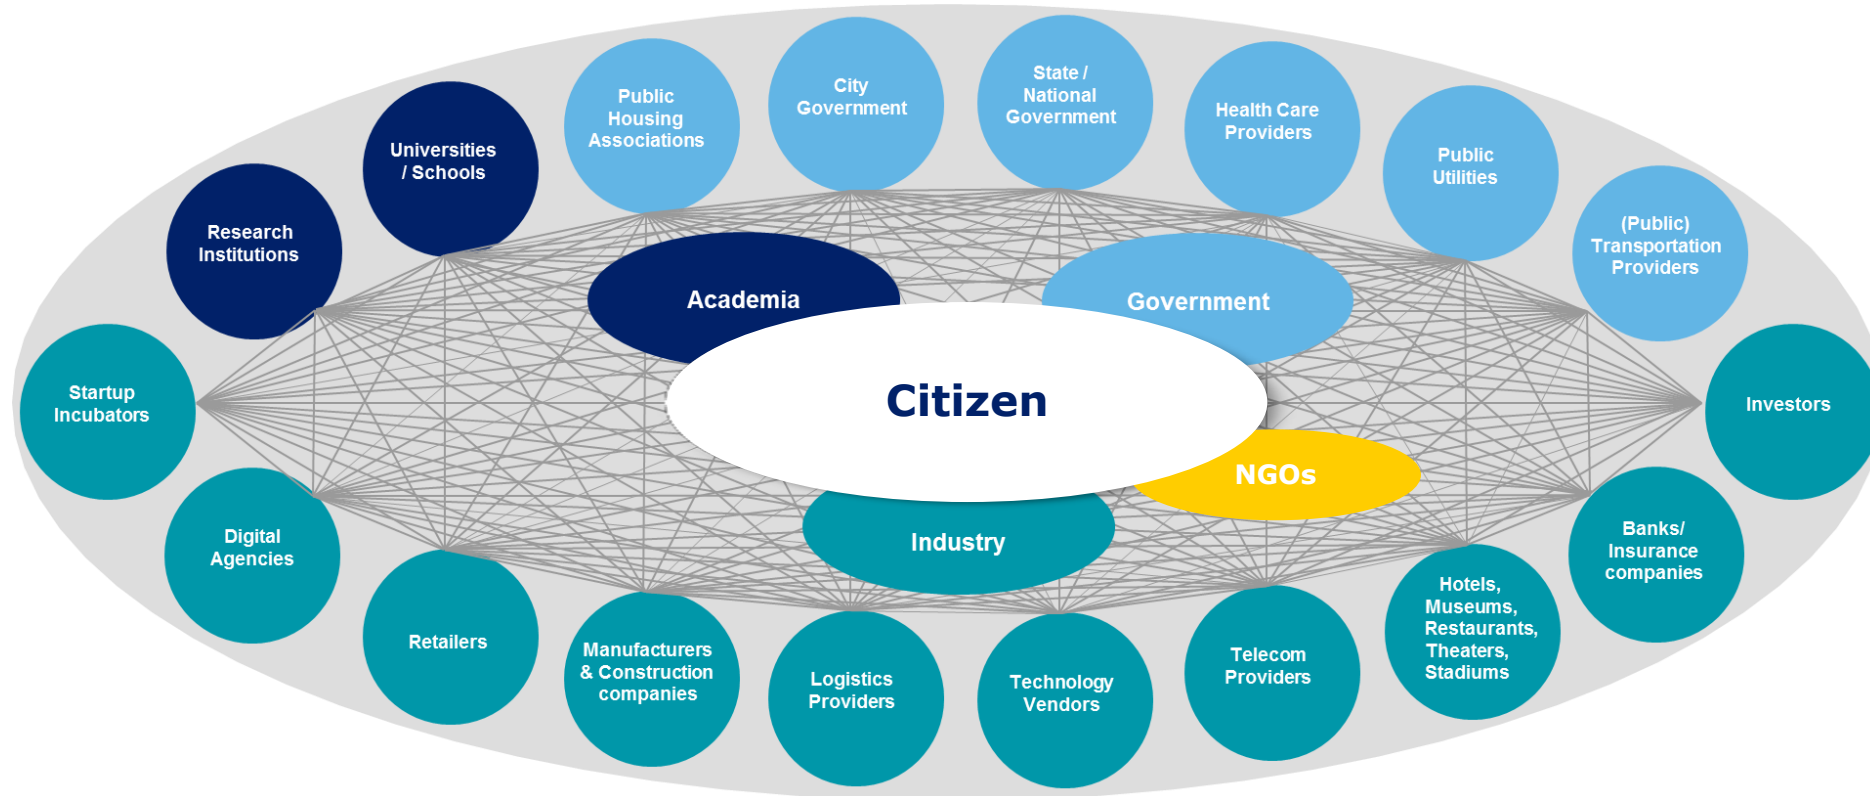 State /
National
Government
City
Government
Public
Housing
Associations
Health Care
Providers
Universities
/ Schools
Public
Utilities
Research
Institutions
(Public)
Transportation
Providers
Academia
Government
Startup
Incubators
Citizen
Investors
NGOs
Industry
Digital
Agencies
Banks/
Insurance
companies
Retailers
Manufacturers
& Construction
companies
Logistics
Providers
Technology
Vendors
Telecom
Providers
Hotels,
Museums,
Restaurants,
Theaters,
Stadiums